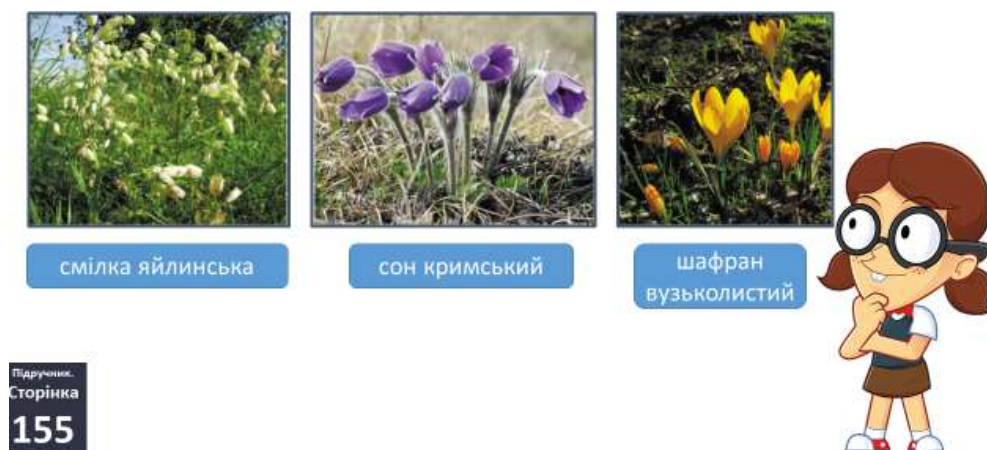 смілка яйлинська
сон кримський
шафран
вузьколистий
Підручник.
Сторінка
155